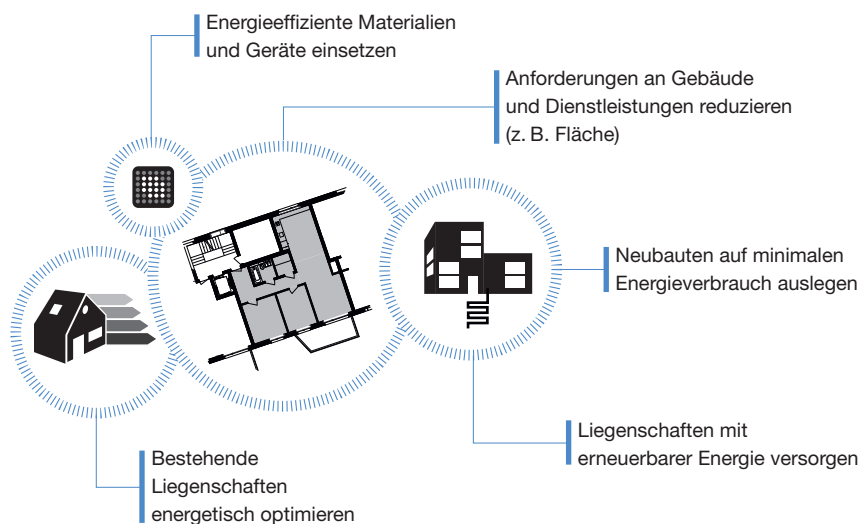 Energieeffiziente Materialien
und Geräte einsetzen
Anforderungen an Gebäude
und Dienstleistungen reduzieren
(z. B. Fläche)
Neubauten auf minimalen
Energieverbrauch auslegen
Liegenschaften mit
erneuerbarer Energie versorgen
Bestehende
Liegenschaften
energetisch optimieren